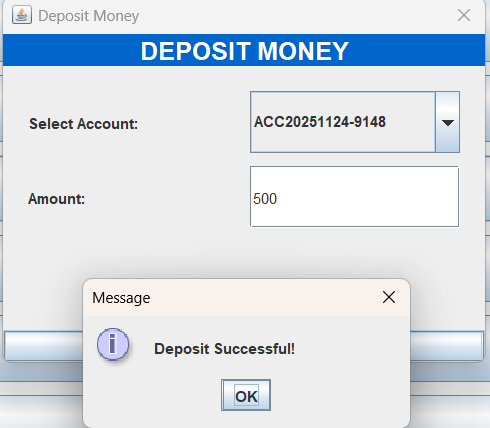 Deposit Money
DEPOSIT MONEY
Select Account: ACC20251124-9148
Amount: 500
Message
Deposit Successful!
OK